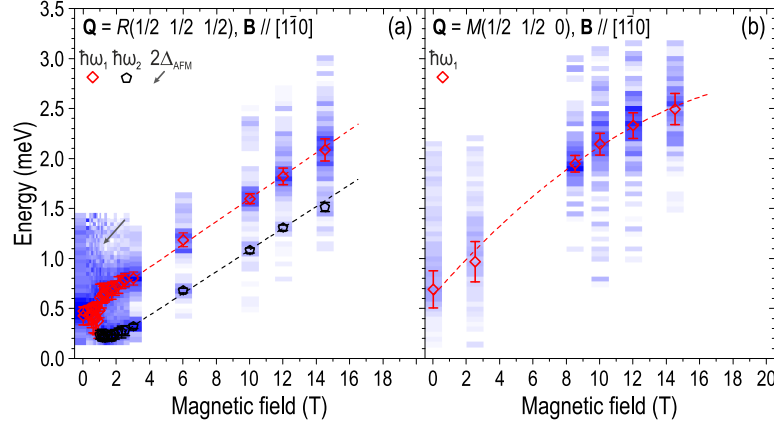 Q = R(1/2 1/2 1/2), B // [11̄0] (a)
ħω₁ ħω₂ 2Δ_AFM
Q = M(1/2 1/2 0), B // [11̄0] (b)
ħω₁
Energy (meV)
3.5
3.0
2.5
2.0
1.5
1.0
0.5
0.0
0 2 4 6 8 10 12 14 16 18
0 2 4 6 8 10 12 14 16 18 20
Magnetic field (T)
Magnetic field (T)